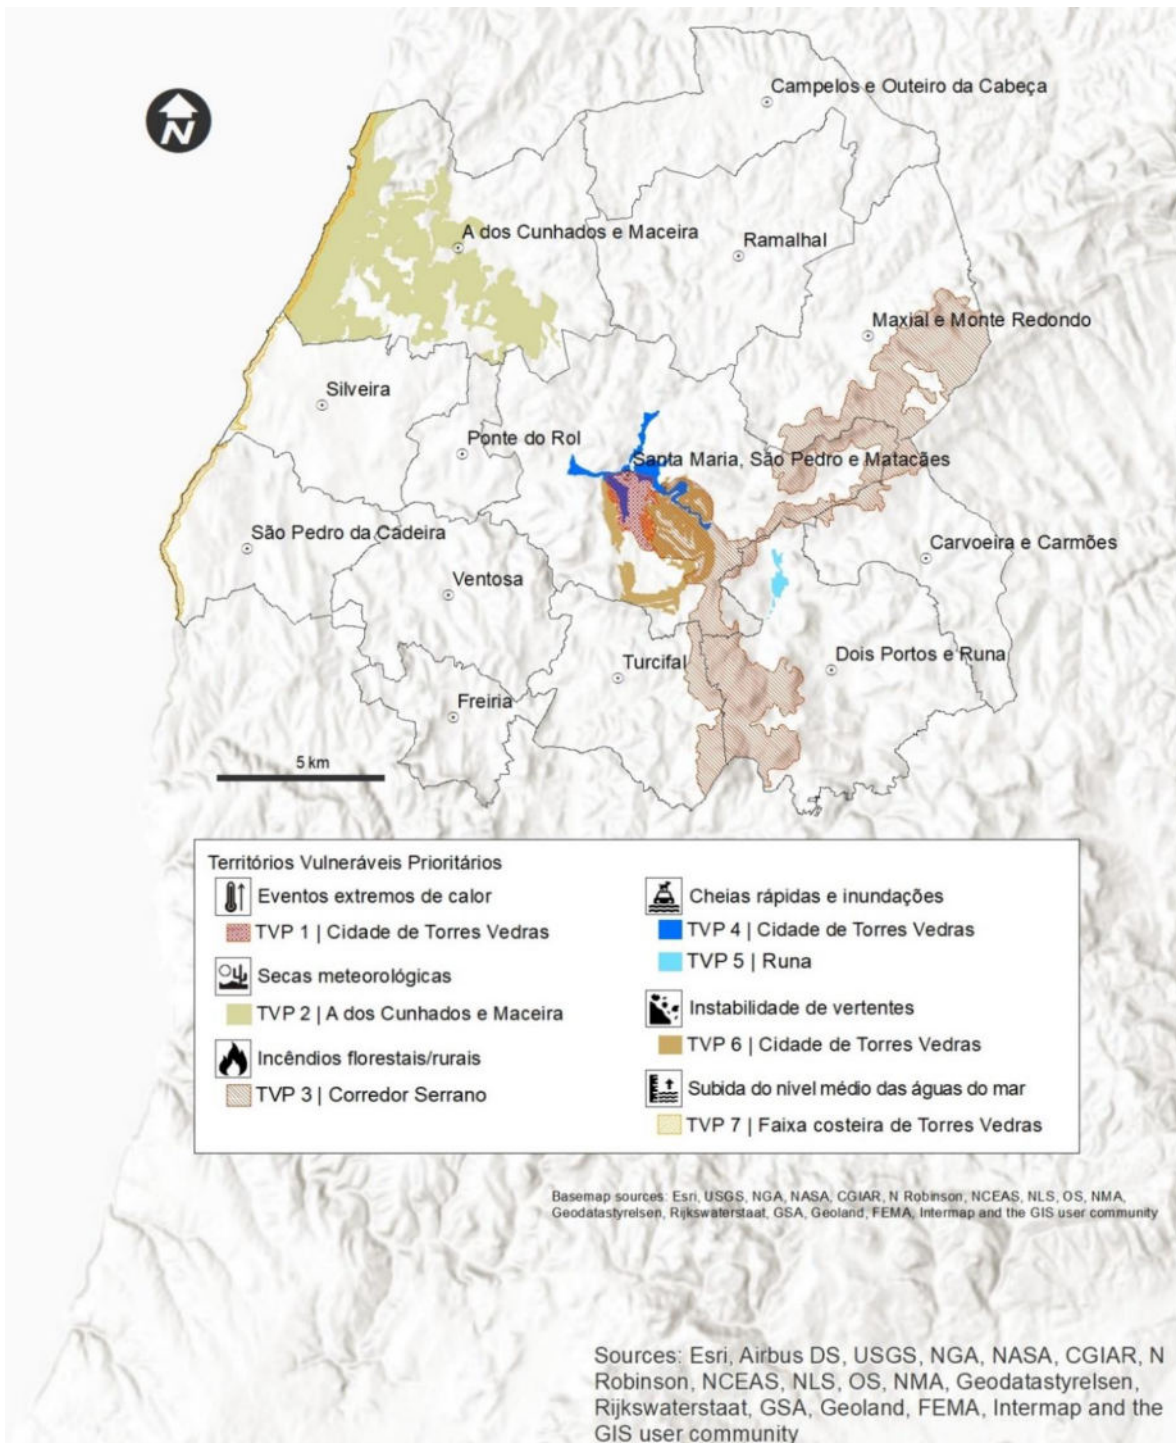 Campelos e Outeiro da Cabeça
N
A dos Cunhados e Maceira
Ramalhal
Maxial e Monte Redondo
Silveira
Ponte do Rol
Santa Maria, São Pedro e Matacães
São Pedro da Cadeira
Carvoeira e Carmões
Ventosa
Turcifal
Dois Portos e Runa
Freiria
5 km
Territórios Vulneráveis Prioritários
Eventos extremos de calor
TVP 1 | Cidade de Torres Vedras
Secas meteorológicas
TVP 2 | A dos Cunhados e Maceira
Incêndios florestais/rurais
TVP 3 | Corredor Serrano
Cheias rápidas e inundações
TVP 4 | Cidade de Torres Vedras
TVP 5 | Runa
Instabilidade de vertentes
TVP 6 | Cidade de Torres Vedras
Subida do nível médio das águas do mar
TVP 7 | Faixa costeira de Torres Vedras
Basemap sources: Esri, USGS, NGA, NASA, CGIAR, N Robinson, NCEAS, NLS, OS, NMA,
Geodatastyrelsen, Rijkswaterstaat, GSA, Geoland, FEMA, Intermap and the GIS user community
Sources: Esri, Airbus DS, USGS, NGA, NASA, CGIAR, N
Robinson, NCEAS, NLS, OS, NMA, Geodatastyrelsen,
Rijkswaterstaat, GSA, Geoland, FEMA, Intermap and the
GIS user community